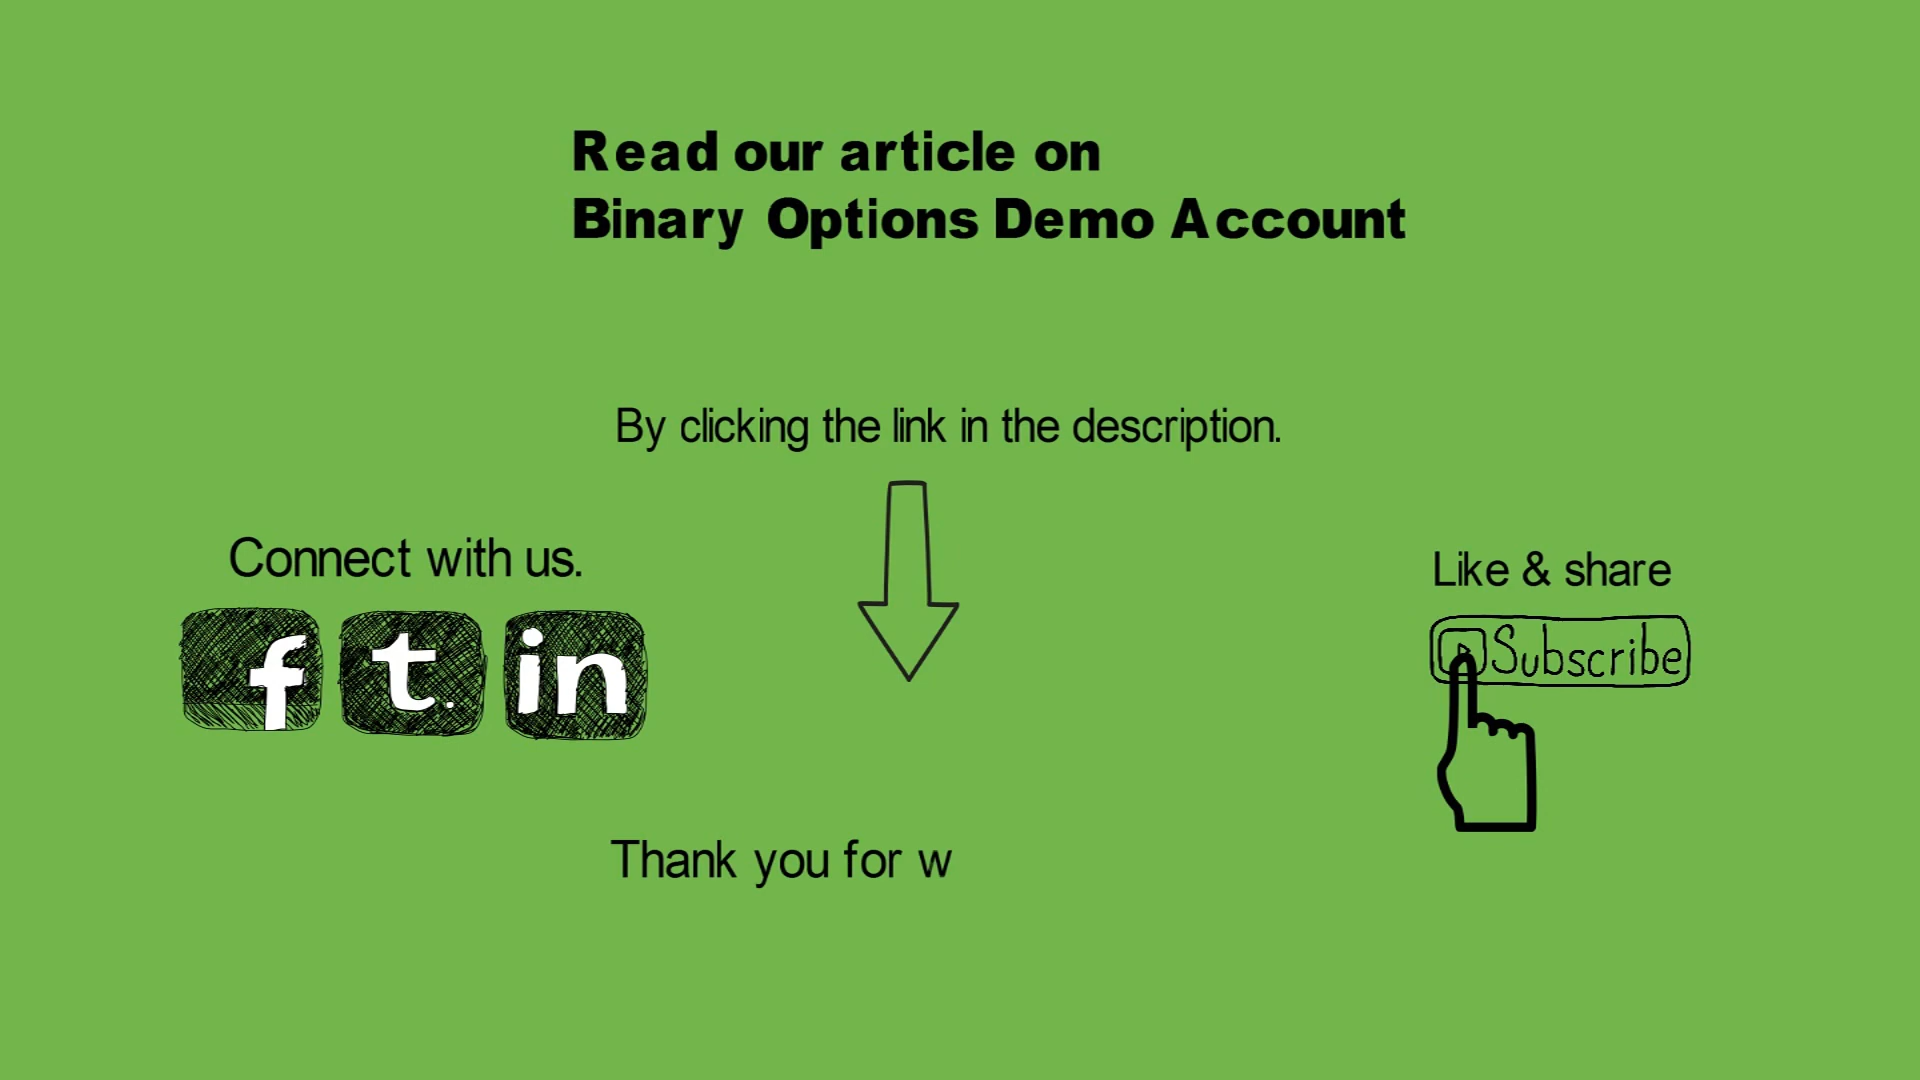 Read our article on
Binary Options Demo Account
By clicking the link in the description.
Connect with us.
f t. in
Like & share
Subscribe
Thank you for w